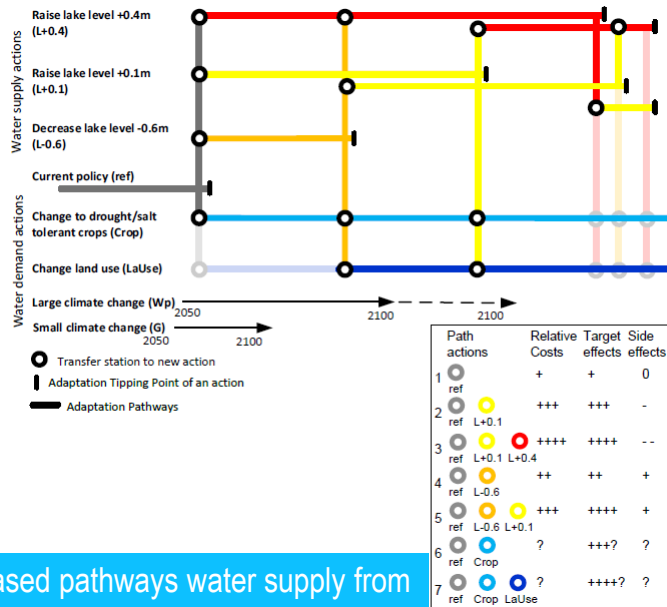 Water supply actions
Raise lake level +0.4m
(L+0.4)
Raise lake level +0.1m
(L+0.1)
Decrease lake level -0.6m
(L-0.6)
Current policy (ref)
Water demand actions
Change to drought/salt
tolerant crops (Crop)
Change land use (LaUse)
Large climate change (Wp)
2050
2100
2100
Small climate change (G)
2050
2100
Transfer station to new action
Adaptation Tipping Point of an action
Adaptation Pathways
Path Relative Target Side
actions Costs effects effects
1 + + 0
ref
2 +++ +++ -
ref L+0.1
3 ++++ ++++ --
ref L+0.1 L+0.4
4 ++ ++ +
ref L-0.6
5 +++ ++++ +
ref L-0.6 L+0.1
6 ? +++? ?
ref Crop
7 ? ++++? ?
ref Crop LaUse
ased pathways water supply from